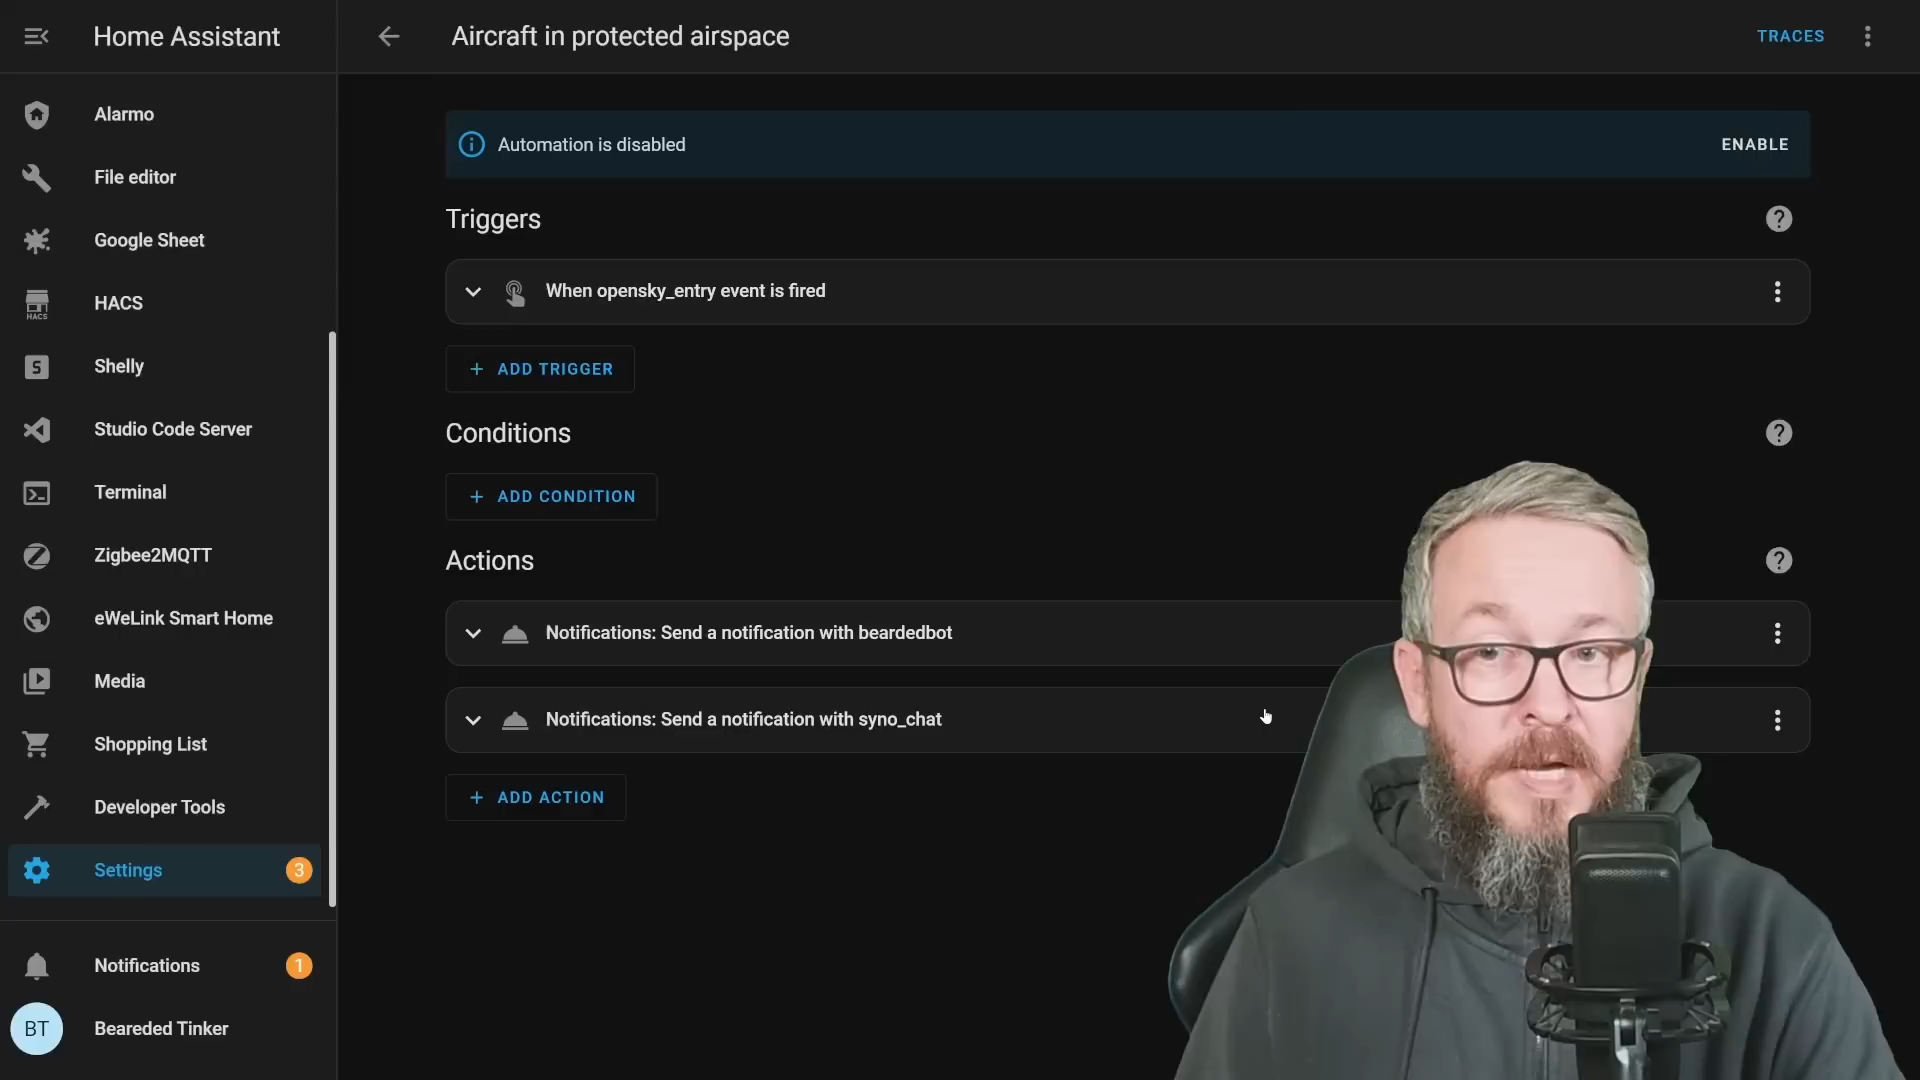 Home Assistant
Aircraft in protected airspace
TRACES
Alarmo
File editor
Google Sheet
HACS
HACS
Shelly
S
Studio Code Server
Terminal
Zigbee2MQTT
eWeLink Smart Home
Media
Shopping List
Developer Tools
Settings
3
Notifications
1
BT
Beareded Tinker
Automation is disabled
ENABLE
Triggers
When opensky_entry event is fired
+ ADD TRIGGER
Conditions
+ ADD CONDITION
Actions
Notifications: Send a notification with beardedbot
Notifications: Send a notification with syno_chat
+ ADD ACTION